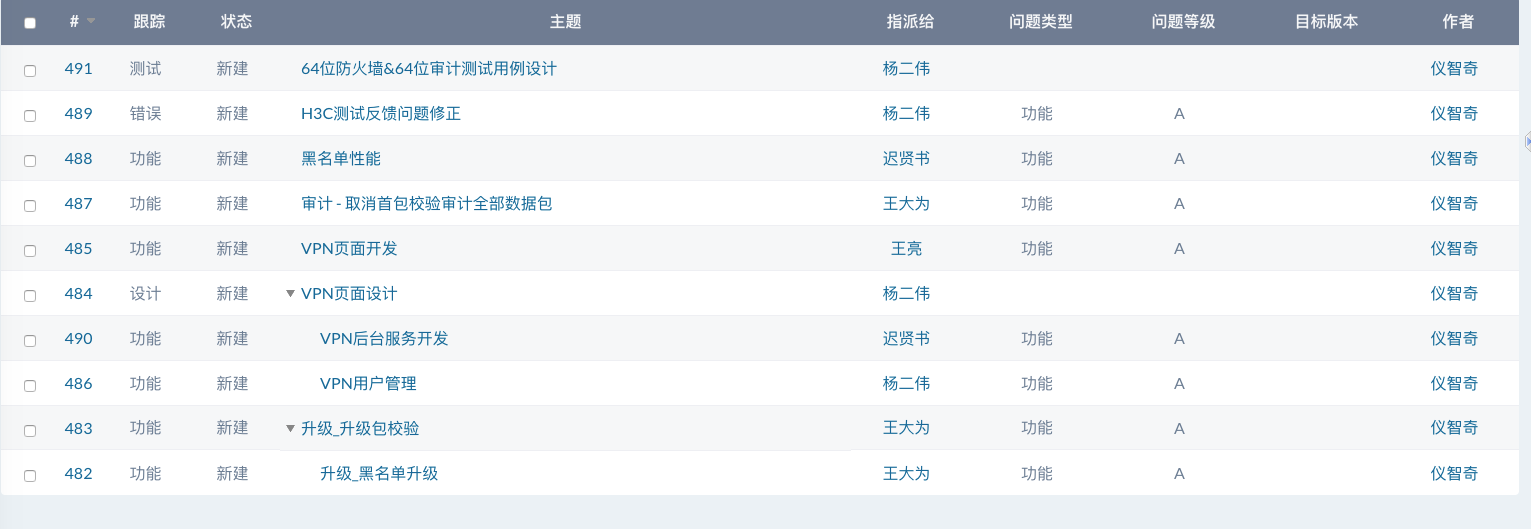 # 跟踪 状态 主题 指派给 问题类型 问题等级 目标版本 作者
491 测试 新建 64位防火墙&64位审计测试用例设计 杨二伟 仪智奇
489 错误 新建 H3C测试反馈问题修正 杨二伟 功能 A 仪智奇
488 功能 新建 黑名单性能 迟贤书 功能 A 仪智奇
487 功能 新建 审计 - 取消首包校验审计全部数据包 王大为 功能 A 仪智奇
485 功能 新建 VPN页面开发 王亮 功能 A 仪智奇
484 设计 新建 VPN页面设计 杨二伟 仪智奇
490 功能 新建 VPN后台服务开发 迟贤书 功能 A 仪智奇
486 功能 新建 VPN用户管理 杨二伟 功能 A 仪智奇
483 功能 新建 升级_升级包校验 王大为 功能 A 仪智奇
482 功能 新建 升级_黑名单升级 王大为 功能 A 仪智奇